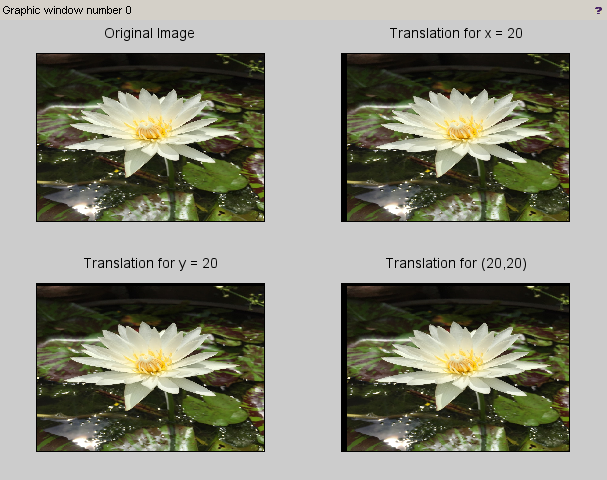 Graphic window number 0
?
Original Image
Translation for x = 20
Translation for y = 20
Translation for (20,20)